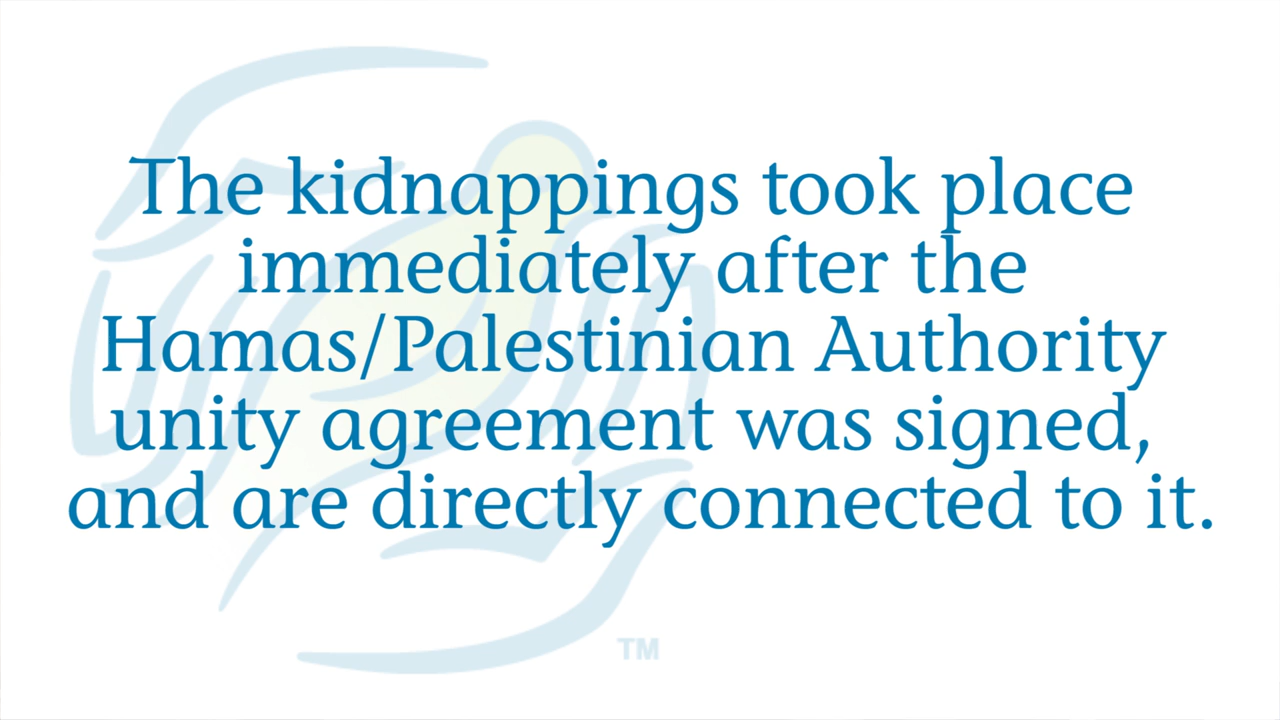 The kidnappings took place
immediately after the
Hamas/Palestinian Authority
unity agreement was signed,
and are directly connected to it.
TM